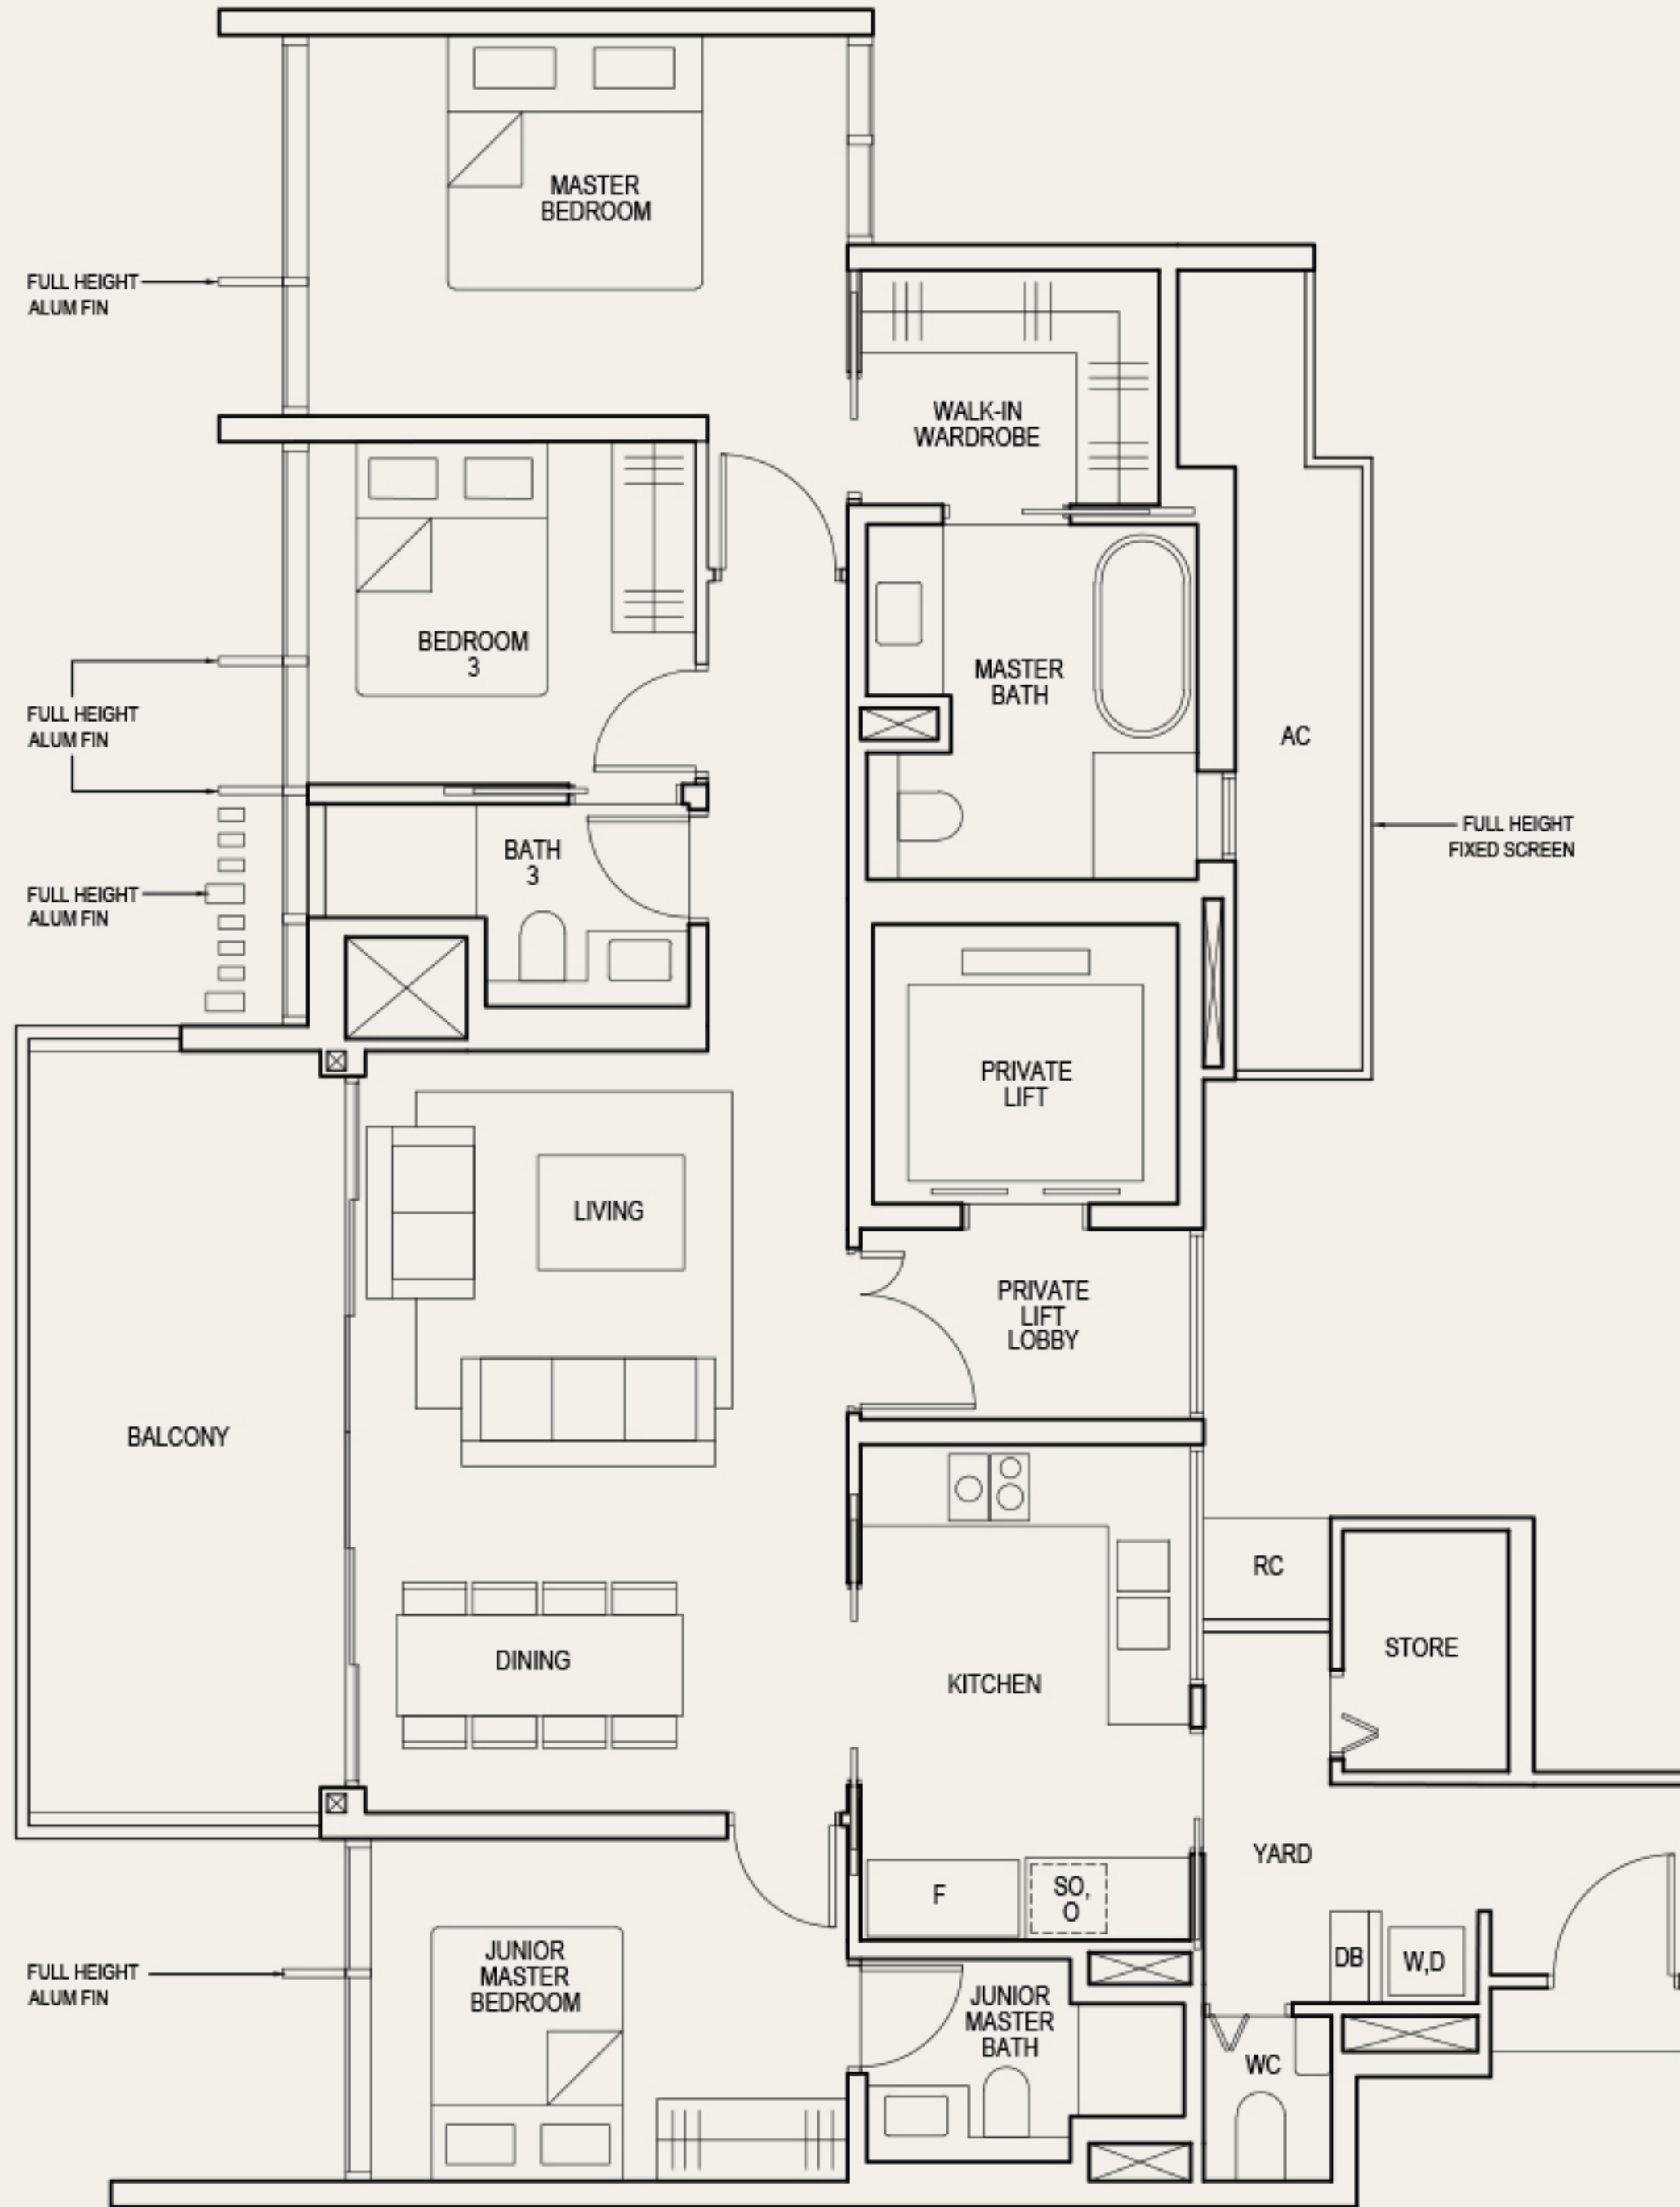 MASTER
BEDROOM
FULL HEIGHT
ALUM FIN
WALK-IN
WARDROBE
BEDROOM
3
MASTER
BATH
FULL HEIGHT
ALUM FIN
AC
FULL HEIGHT
FIXED SCREEN
BATH
3
FULL HEIGHT
ALUM FIN
PRIVATE
LIFT
LIVING
PRIVATE
LIFT
LOBBY
BALCONY
RC
STORE
DINING
KITCHEN
YARD
F
SO,
O
DB
W,D
JUNIOR
MASTER
BEDROOM
FULL HEIGHT
ALUM FIN
JUNIOR
MASTER
BATH
WC